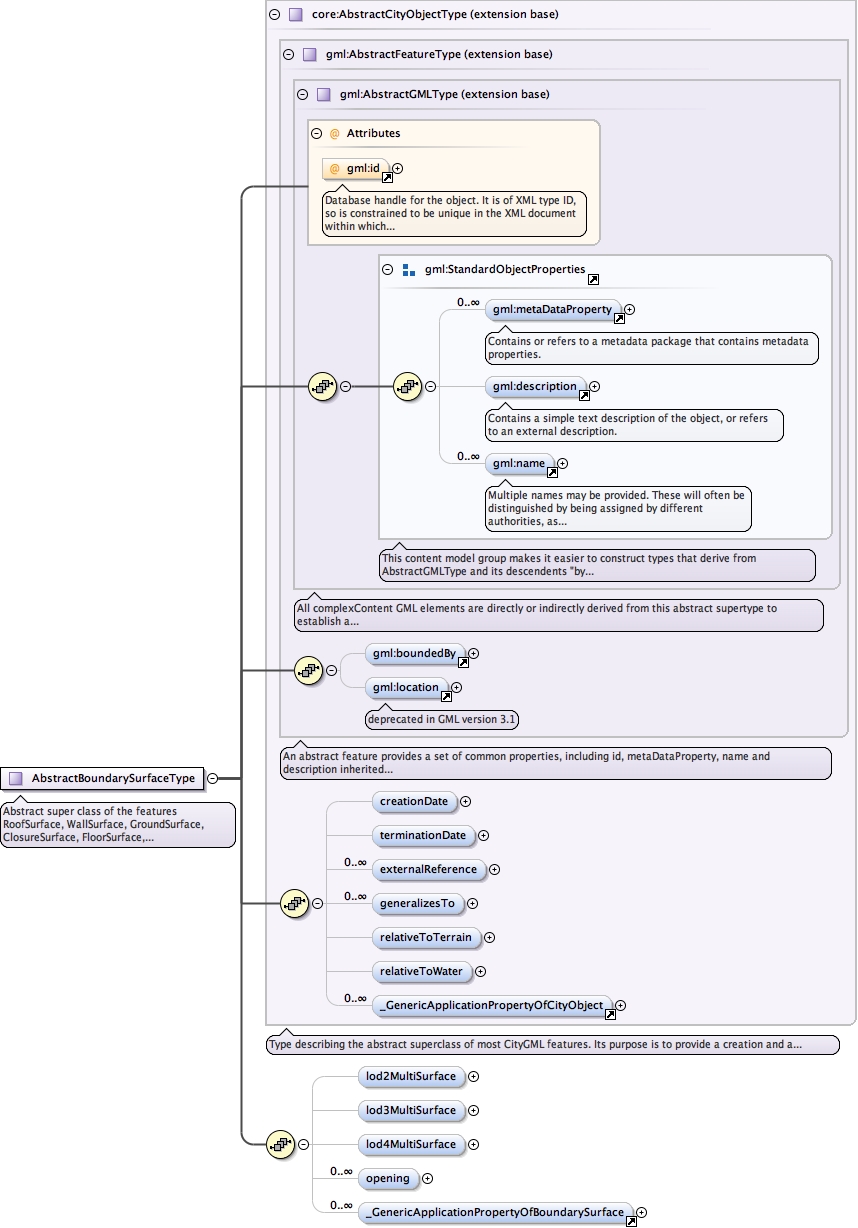 core:AbstractCityObjectType (extension base)
gml:AbstractFeatureType (extension base)
gml:AbstractGMLType (extension base)
@ Attributes
@ gml:id
Database handle for the object. It is of XML type ID,
so is constrained to be unique in the XML document
within which...
gml:StandardObjectProperties
0..∞
gml:metaDataProperty
Contains or refers to a metadata package that contains metadata
properties.
gml:description
Contains a simple text description of the object, or refers
to an external description.
0..∞
gml:name
Multiple names may be provided. These will often be
distinguished by being assigned by different
authorities, as...
This content model group makes it easier to construct types that derive from
AbstractGMLType and its descendents "by...
All complexContent GML elements are directly or indirectly derived from this abstract supertype to
establish a...
gml:boundedBy
gml:location
deprecated in GML version 3.1
An abstract feature provides a set of common properties, including id, metaDataProperty, name and
description inherited...
AbstractBoundarySurfaceType
Abstract super class of the features
RoofSurface, WallSurface, GroundSurface,
ClosureSurface, FloorSurface,...
creationDate
terminationDate
0..∞
externalReference
0..∞
generalizesTo
relativeToTerrain
relativeToWater
0..∞
_GenericApplicationPropertyOfCityObject
Type describing the abstract superclass of most CityGML features. Its purpose is to provide a creation and a...
lod2MultiSurface
lod3MultiSurface
lod4MultiSurface
0..∞
opening
0..∞
_GenericApplicationPropertyOfBoundarySurface